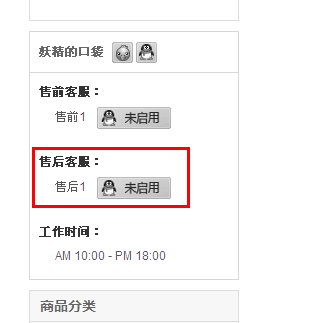 妖精的口袋
售前客服：
售前1 未启用
售后客服：
售后1 未启用
工作时间：
AM 10:00 - PM 18:00
商品分类